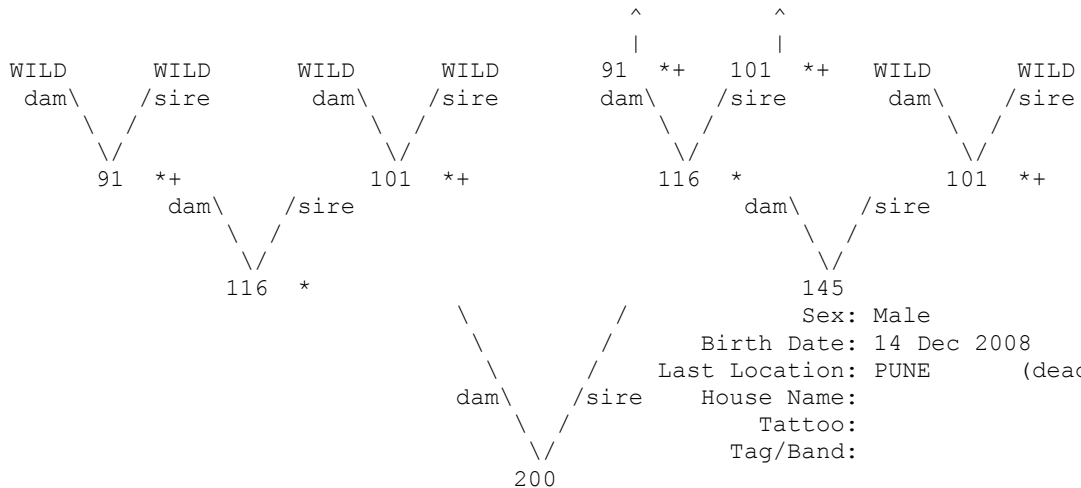 ^             ^
                                                              |             |
WILD        WILD        WILD        WILD          91  *+  101  *+  WILD        WILD
 dam\      /sire         dam\      /sire          dam\      /sire         dam\      /sire
     \    /                  \    /                   \    /                  \    /
      \  /                    \  /                     \  /                    \  /
       \/                      \/                       \/                      \/
       91  *+                 101  *+                  116  *                  101  *+
             dam\     /sire                                   dam\     /sire
                 \   /                                            \   /
                  \/                                               \/
                 116  *                                           145
                                     \            /               Sex: Male
                                      \          /         Birth Date: 14 Dec 2008
                                       \        /       Last Location: PUNE       (dead
                                     dam\      /sire       House Name:
                                         \    /                Tattoo:
                                          \/                 Tag/Band:
                                         200